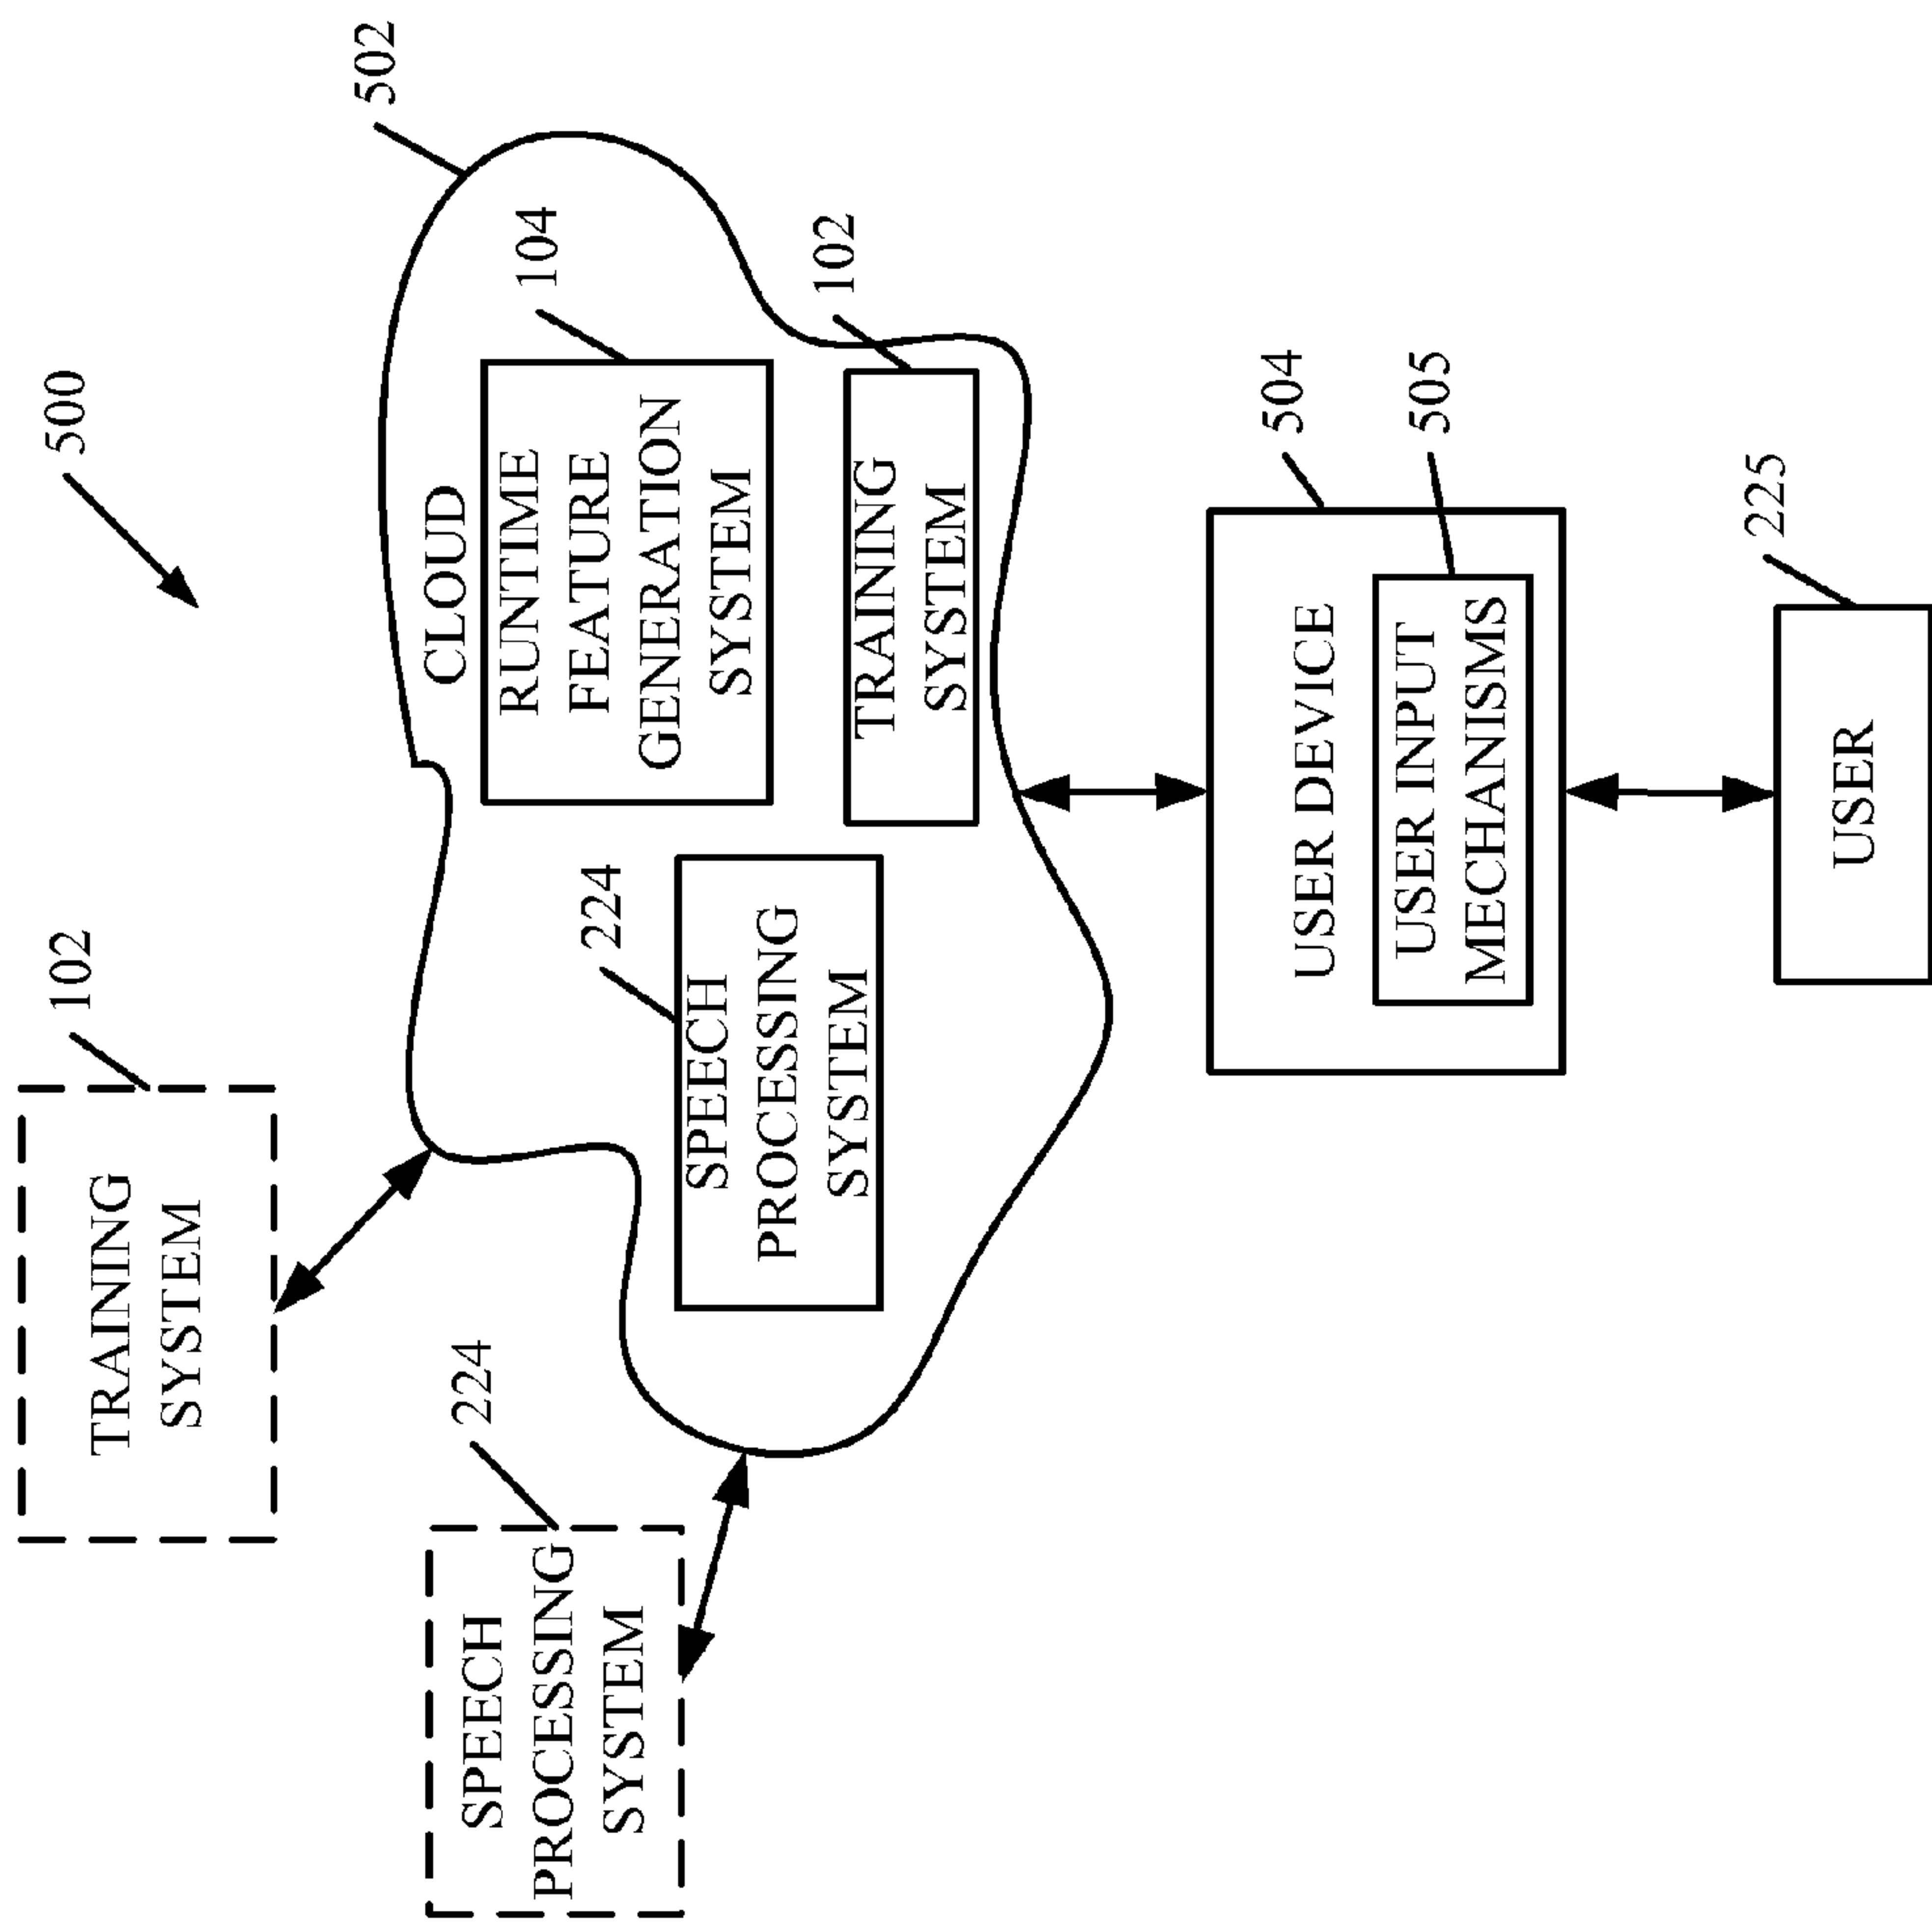 500
502
102
TRAINING
SYSTEM
CLOUD
104
RUNTIME
FEATURE
GENERATION
SYSTEM
224
SPEECH
PROCESSING
SYSTEM
224
SPEECH
PROCESSING
SYSTEM
102
TRAINING
SYSTEM
504
USER DEVICE
505
USER INPUT
MECHANISMS
225
USER